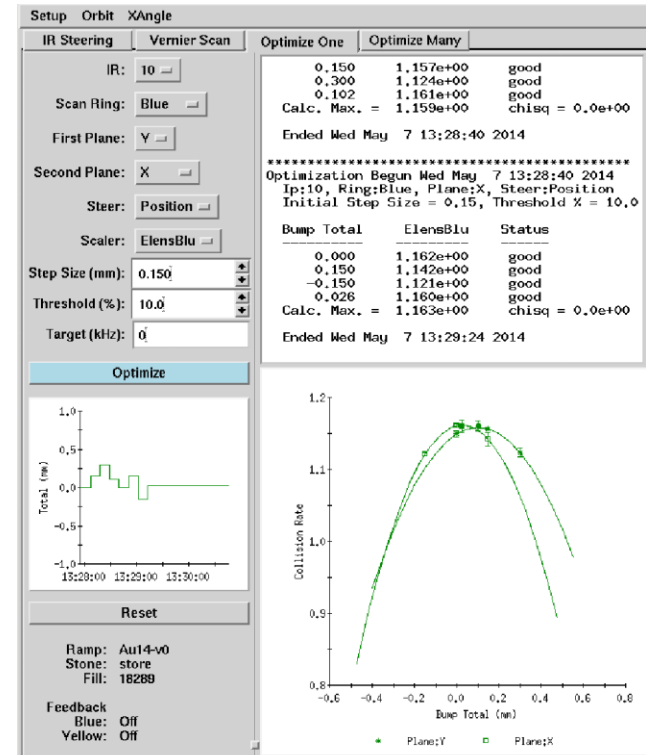 Setup Orbit XAngle
IR Steering Vernier Scan
IR: 10
Scan Ring: Blue
First Plane: Y
Second Plane: X
Steer: Position
Scaler: ElensBlu
Step Size (mm): 0.150
Threshold (%): 10.0
Target (kHz): 0
Optimize
1.0
0.5
0.0
-0.5
-1.0
Total (mm)
13:28:00 13:29:00 13:30:00
Reset
Ramp: Au14-v0
Stone: store
Fill: 18289
Feedback
Blue: Off
Yellow: Off
Optimize One Optimize Many
0.150 1.157e+00 good
0.300 1.124e+00 good
0.102 1.161e+00 good
Calc. Max. = 1.159e+00 chisq = 0.0e+00
Ended Wed May 7 13:28:40 2014
**********************************************
Optimization Begun Wed May 7 13:28:40 2014
Ip:10, Ring:Blue, Plane:X, Steer:Position
Initial Step Size = 0.15, Threshold % = 10.0
Bump Total ElensBlu Status
---------- -------- ------
0.000 1.162e+00 good
0.150 1.142e+00 good
-0.150 1.121e+00 good
0.026 1.160e+00 good
Calc. Max. = 1.163e+00 chisq = 0.0e+00
Ended Wed May 7 13:29:24 2014
1.2
1.1
1.0
0.9
0.8
Collision Rate
-0.6 -0.4 -0.2 0.0 0.2 0.4 0.6 0.8
Bump Total (mm)
* Plane:Y Plane:X